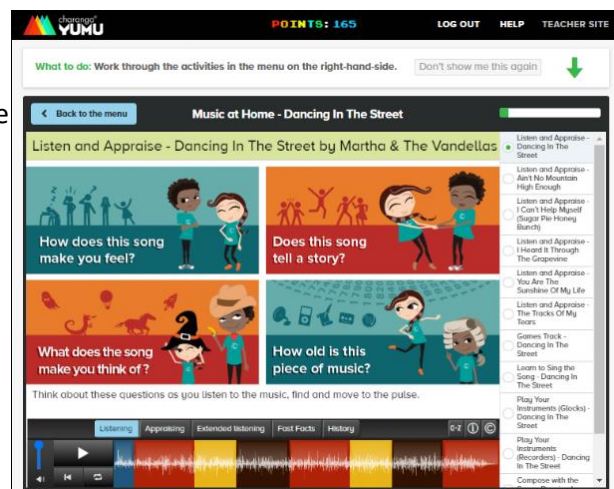 charanga
YUMU
POINTS: 165
LOG OUT
HELP
TEACHER SITE
What to do: Work through the activities in the menu on the right-hand-side.
Don't show me this again
e
Back to the menu
Music at Home - Dancing In The Street
Listen and Appraise - Dancing In The Street by Martha & The Vandellas
How does this song
make you feel?
Does this song
tell a story?
What does the song
make you think of?
How old is this
piece of music?
Think about these questions as you listen to the music, find and move to the pulse.
Listening
Appraising
Extended listening
Fast Facts
History
C-Z
Listen and Appraise -
Dancing In The
Street
Listen and Appraise -
Ain't No Mountain
High Enough
Listen and Appraise -
I Can't Help Myself
(Sugar Pie Honey
Bunch)
Listen and Appraise -
I Heard It Through
The Grapevine
Listen and Appraise -
You Are The
Sunshine Of My Life
Listen and Appraise -
The Tracks Of My
Tears
Games Track -
Dancing In The
Street
Learn to Sing the
Song - Dancing In
The Street
Play Your
Instruments (Glocks) -
Dancing In The
Street
Play Your
Instruments
(Recorders) - Dancing
In The Street
Compose with the